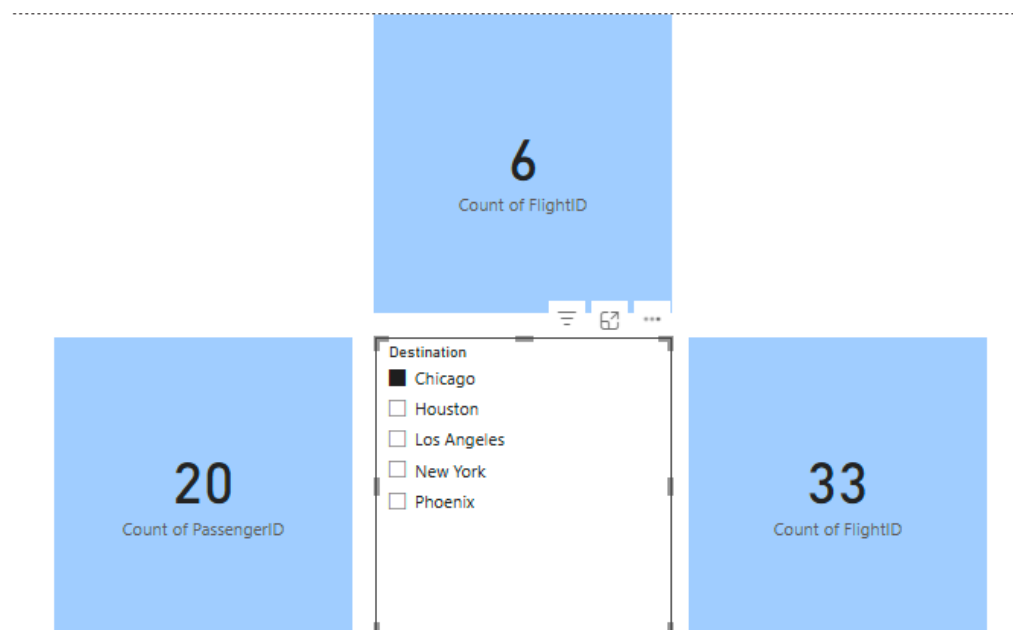 6
Count of FlightID
Destination
Chicago
Houston
Los Angeles
New York
Phoenix
20
Count of PassengerID
33
Count of FlightID